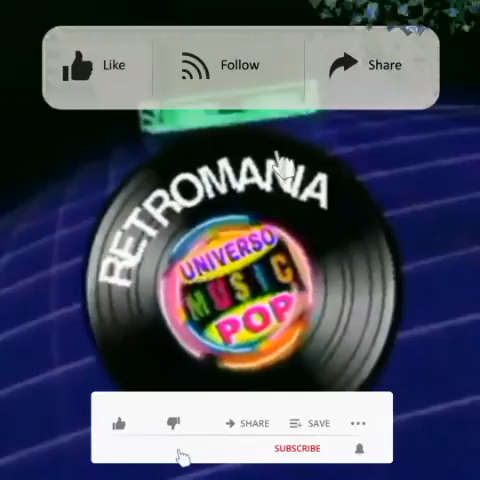 Like Follow Share
RETROMANIA
UNIVERSO
MUSIC
POP
SHARE SAVE
SUBSCRIBE